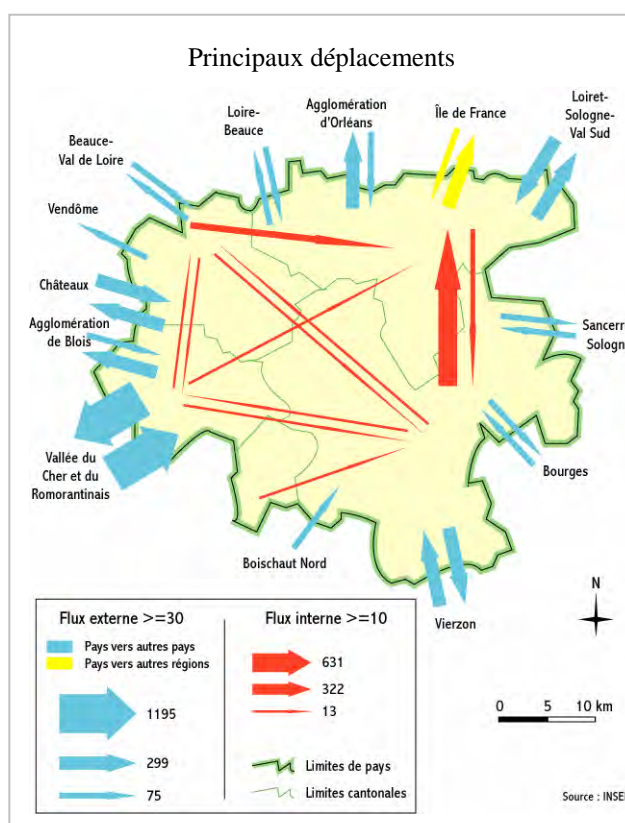 Principaux déplacements
Loire-
Beauce
Agglomération
d'Orléans
Île de France
Loiret-
Sologne-
Val Sud
Beauce-
Val de Loire
Vendôme
Châteaux
Agglomération
de Blois
Sancerr
Sologn
Vallée du
Cher et du
Romorantinais
Bourges
Boischaut Nord
Vierzon
N
Flux externe >=30
Pays vers autres pays
Pays vers autres régions
1195
299
75
Flux interne >=10
631
322
13
Limites de pays
Limites cantonales
0 5 10 km
Source : INSE